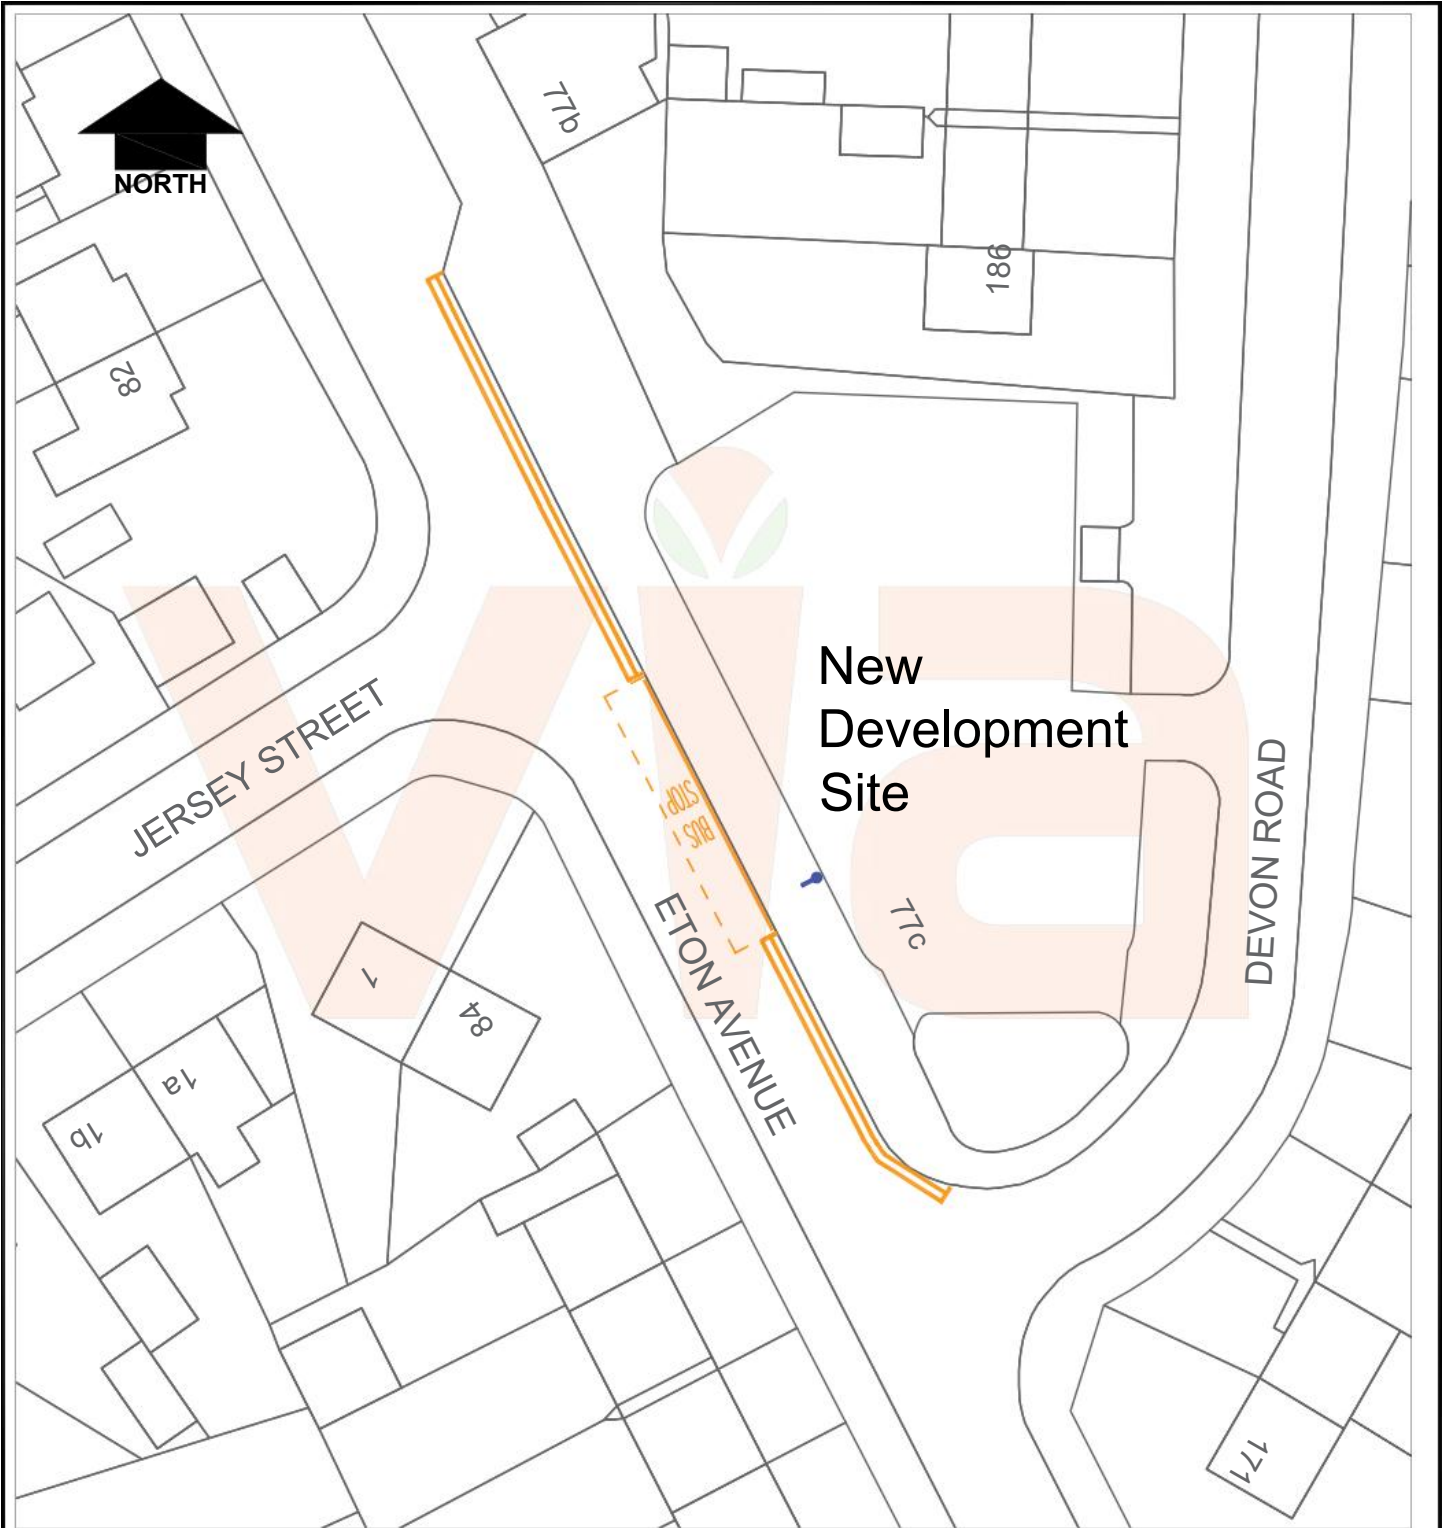 77b
NORTH
186
82
New
Development
Site
JERSEY STREET
BUS
STOP
DEVON ROAD
77c
ETON AVENUE
1
84
1a
1b
171
via